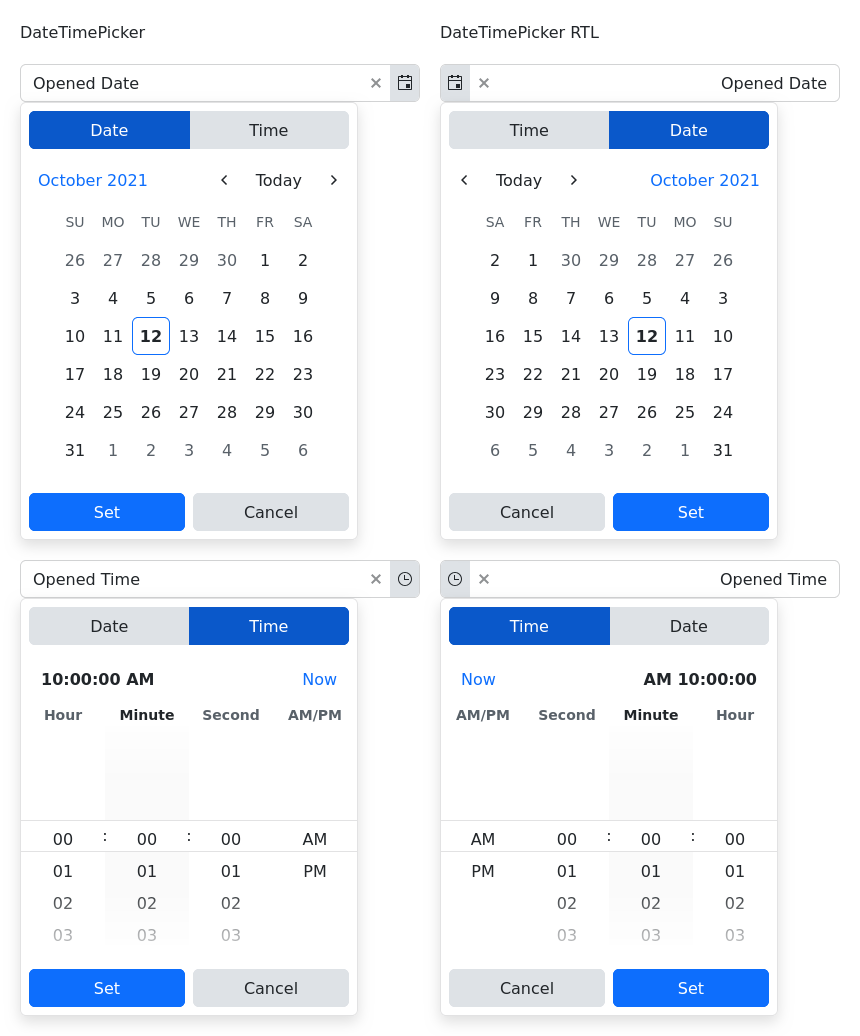 DateTimePicker
Opened Date
Date Time
October 2021 Today
SU MO TU WE TH FR SA
26 27 28 29 30 1 2
3 4 5 6 7 8 9
10 11 12 13 14 15 16
17 18 19 20 21 22 23
24 25 26 27 28 29 30
31 1 2 3 4 5 6
Set Cancel
Opened Time
Date Time
10:00:00 AM Now
Hour Minute Second AM/PM
00 : 00 : 00 AM
01 01 01 PM
02 02 02
03 03 03
Set Cancel
DateTimePicker RTL
Opened Date
Time Date
Today October 2021
SA FR TH WE TU MO SU
2 1 30 29 28 27 26
9 8 7 6 5 4 3
16 15 14 13 12 11 10
23 22 21 20 19 18 17
30 29 28 27 26 25 24
6 5 4 3 2 1 31
Cancel Set
Opened Time
Time Date
Now AM 10:00:00
AM/PM Second Minute Hour
AM 00 : 00 : 00
PM 01 01 01
02 02 02
03 03 03
Cancel Set